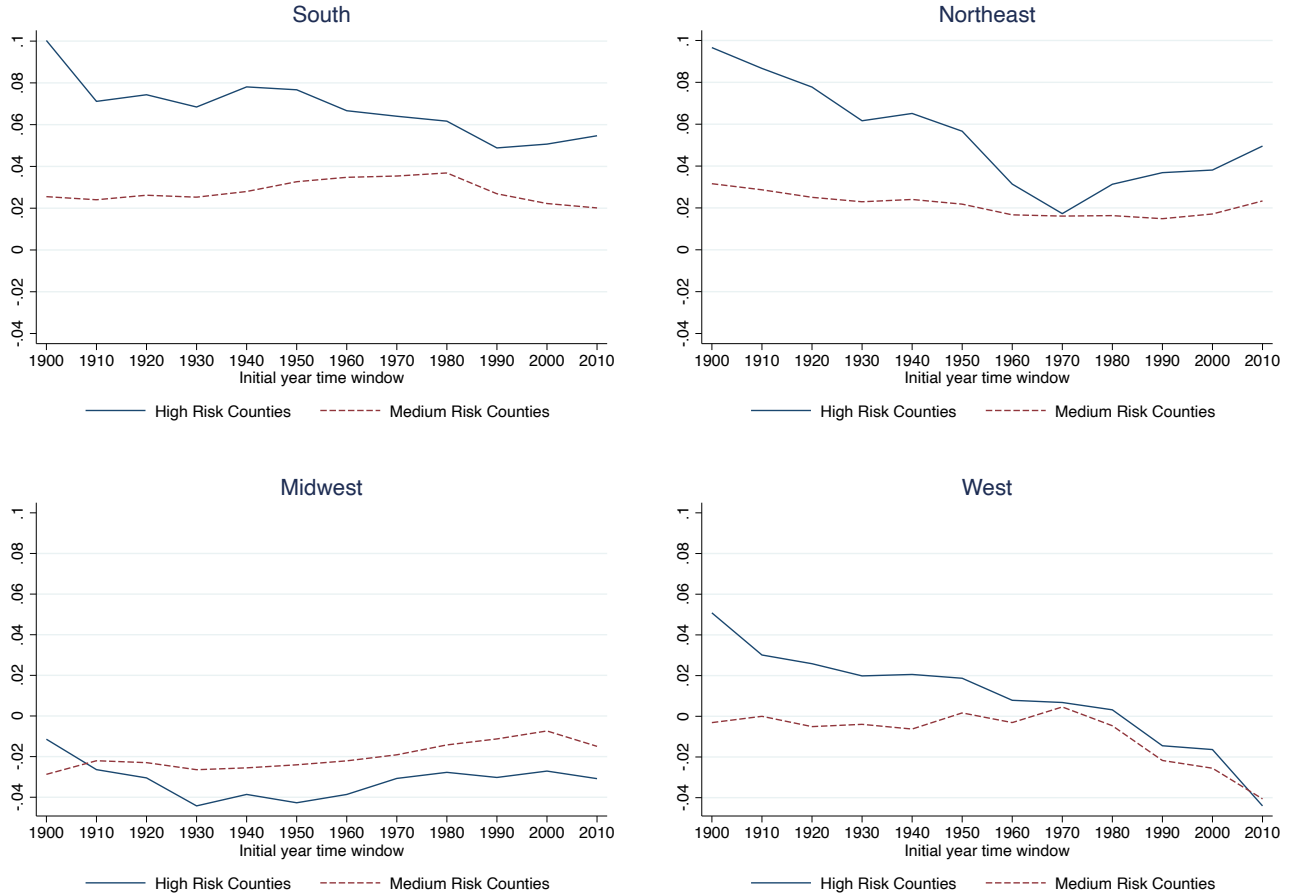 South
.1
.08
.06
.04
.02
0
-.02
-.04
1900 1910 1920 1930 1940 1950 1960 1970 1980 1990 2000 2010
Initial year time window
High Risk Counties Medium Risk Counties
Northeast
.1
.08
.06
.04
.02
0
-.02
-.04
1900 1910 1920 1930 1940 1950 1960 1970 1980 1990 2000 2010
Initial year time window
High Risk Counties Medium Risk Counties
Midwest
.1
.08
.06
.04
.02
0
-.02
-.04
1900 1910 1920 1930 1940 1950 1960 1970 1980 1990 2000 2010
Initial year time window
High Risk Counties Medium Risk Counties
West
.1
.08
.06
.04
.02
0
-.02
-.04
1900 1910 1920 1930 1940 1950 1960 1970 1980 1990 2000 2010
Initial year time window
High Risk Counties Medium Risk Counties